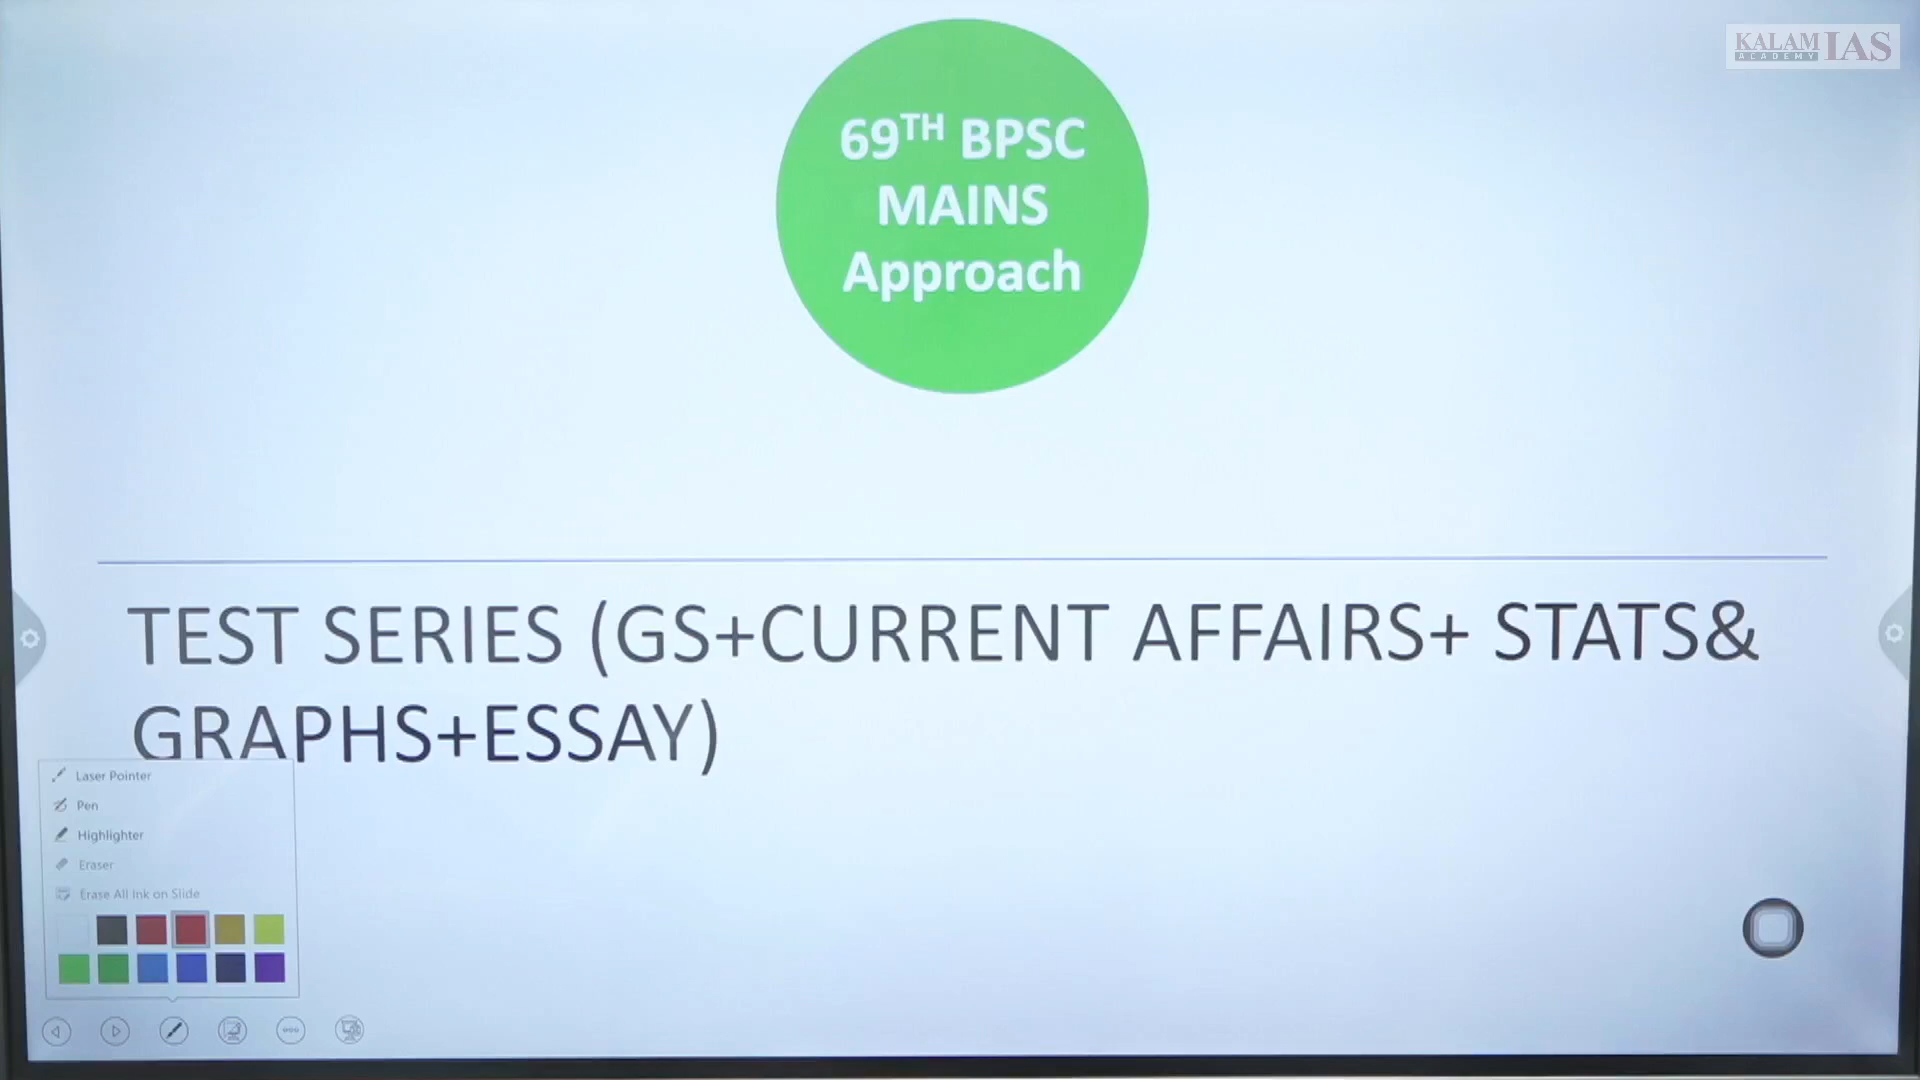 KALAM IAS
ACADEMY
69TH BPSC
MAINS
Approach
TEST SERIES (GS+CURRENT AFFAIRS+ STATS&
GRAPHS+ESSAY)
Laser Pointer
Pen
Highlighter
Eraser
Erase All Ink on Slide